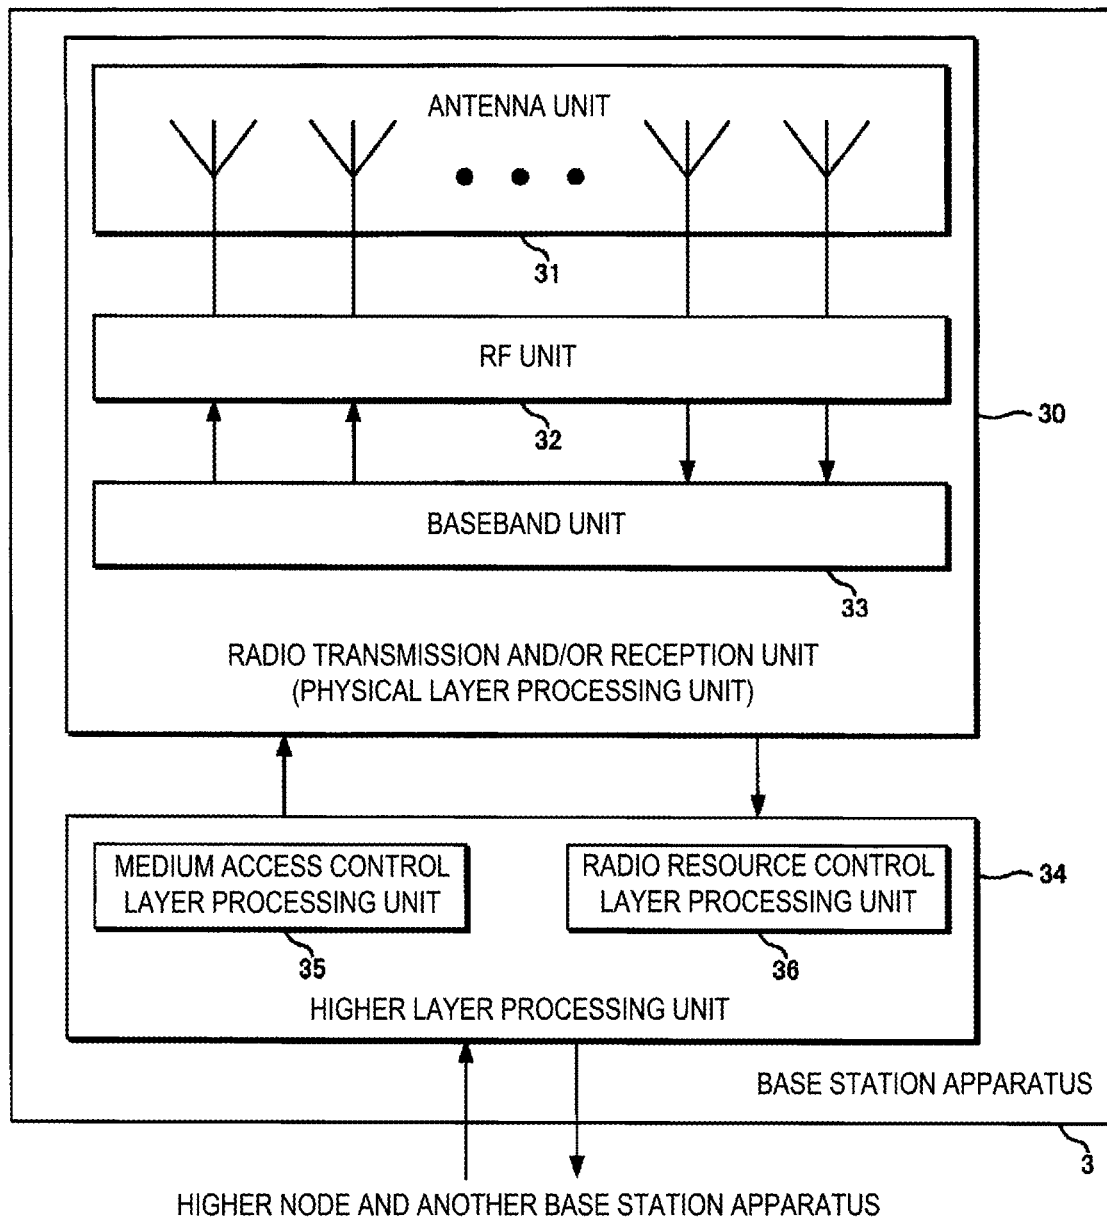 ANTENNA UNIT
31
RF UNIT
32
30
BASEBAND UNIT
33
RADIO TRANSMISSION AND/OR RECEPTION UNIT
(PHYSICAL LAYER PROCESSING UNIT)
MEDIUM ACCESS CONTROL
LAYER PROCESSING UNIT
35
RADIO RESOURCE CONTROL
LAYER PROCESSING UNIT
36
34
HIGHER LAYER PROCESSING UNIT
BASE STATION APPARATUS
3
HIGHER NODE AND ANOTHER BASE STATION APPARATUS